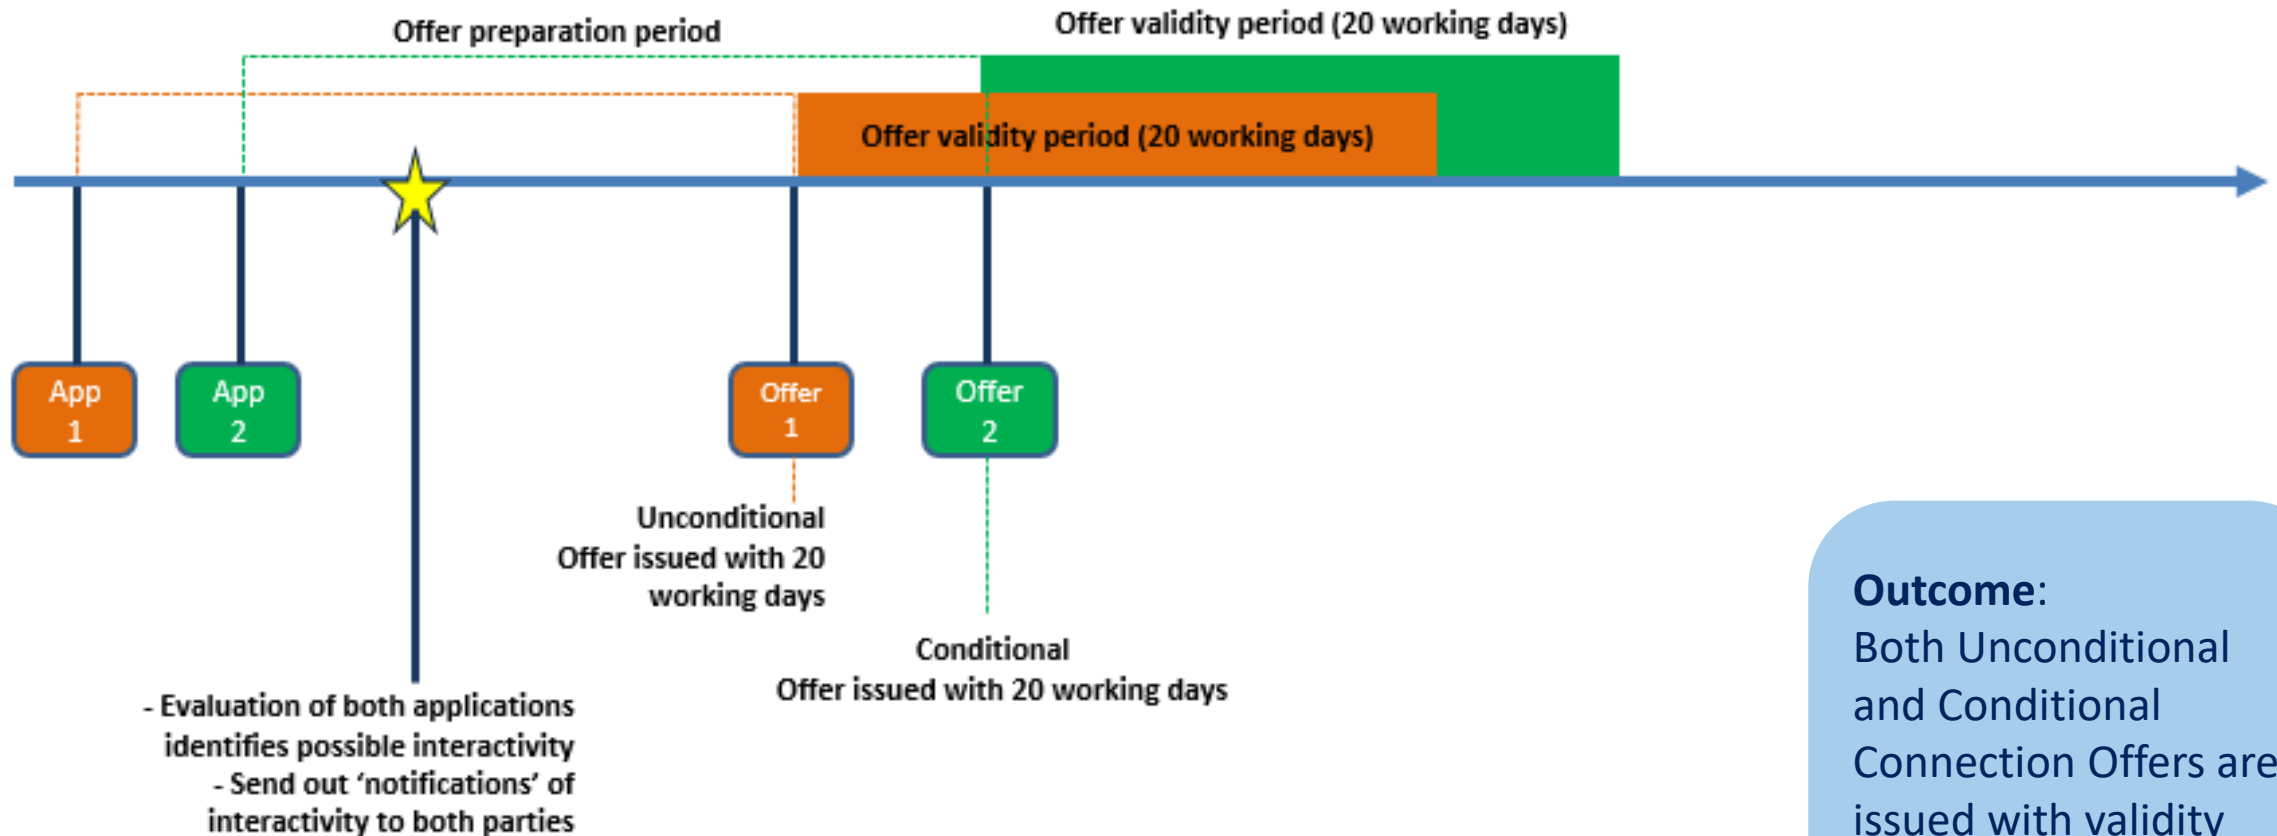 Offer preparation period
Offer validity period (20 working days)
Offer validity period (20 working days)
App
1
App
2
Offer
1
Offer
2
Unconditional
Offer issued with 20
working days
Conditional
Offer issued with 20 working days
- Evaluation of both applications
identifies possible interactivity
- Send out ‘notifications’ of
interactivity to both parties
Outcome:
Both Unconditional
and Conditional
Connection Offers are
issued with validity